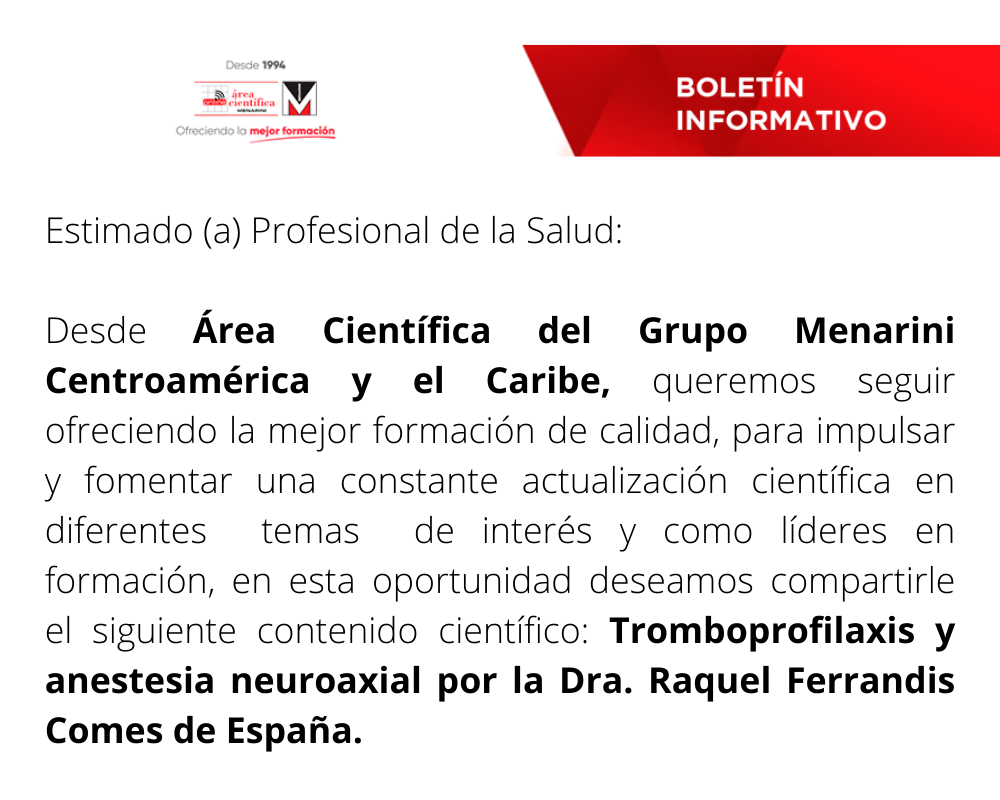 Desde 1994
área
científica
MENARINI
Ofreciendo la mejor formación
BOLETÍN
INFORMATIVO
Estimado (a) Profesional de la Salud:
Desde Área Científica del Grupo Menarini
Centroamérica y el Caribe, queremos seguir
ofreciendo la mejor formación de calidad, para impulsar
y fomentar una constante actualización científica en
diferentes temas de interés y como líderes en
formación, en esta oportunidad deseamos compartirle
el siguiente contenido científico: Tromboprofilaxis y
anestesia neuroaxial por la Dra. Raquel Ferrandis
Comes de España.